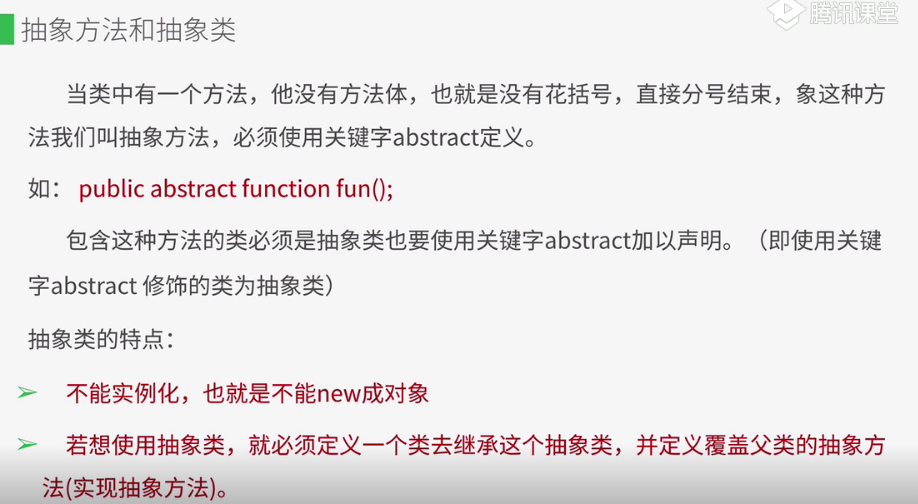 抽象方法和抽象类
腾讯课堂
当类中有一个方法，他没有方法体，也就是没有花括号，直接分号结束，象这种方
法我们叫抽象方法，必须使用关键字abstract定义。
如： public abstract function fun();
包含这种方法的类必须是抽象类也要使用关键字abstract加以声明。（即使用关键
字abstract 修饰的类为抽象类）
抽象类的特点：
➢ 不能实例化，也就是不能new成对象
➢ 若想使用抽象类，就必须定义一个类去继承这个抽象类，并定义覆盖父类的抽象方
法(实现抽象方法)。